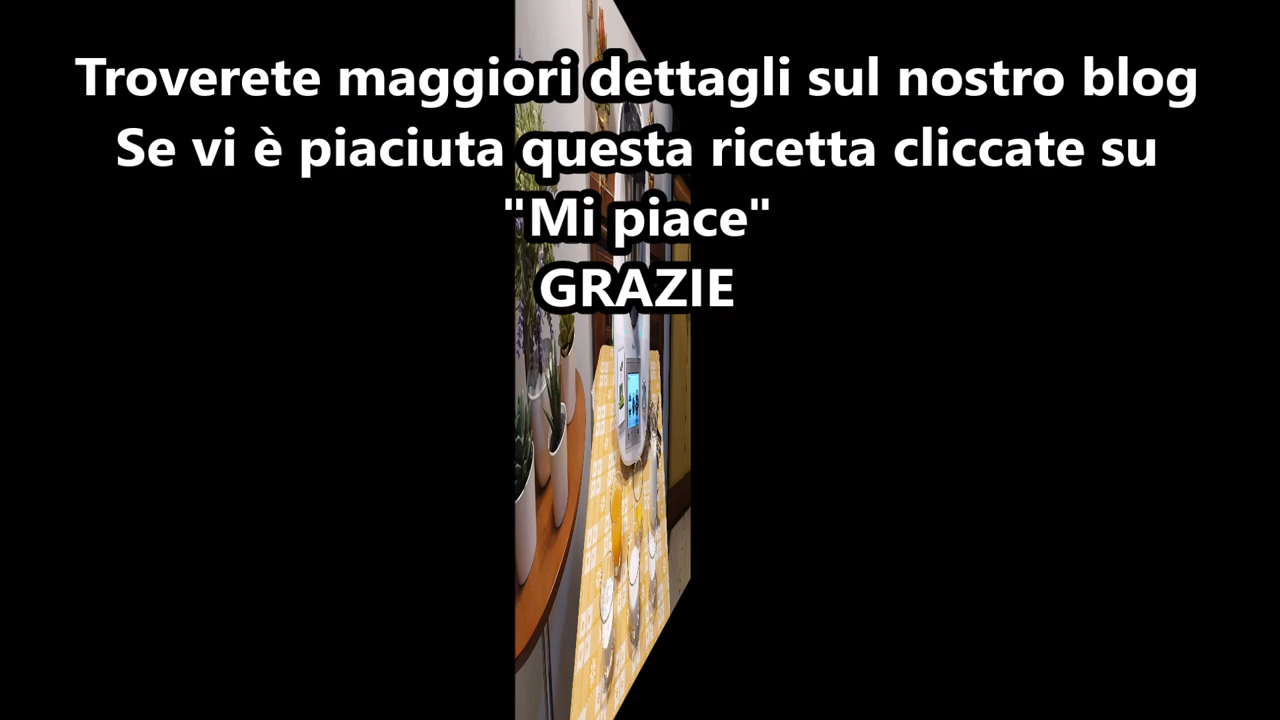 Troverete maggiori dettagli sul nostro blog
Se vi è piaciuta questa ricetta cliccate su
"Mi piace"
GRAZIE